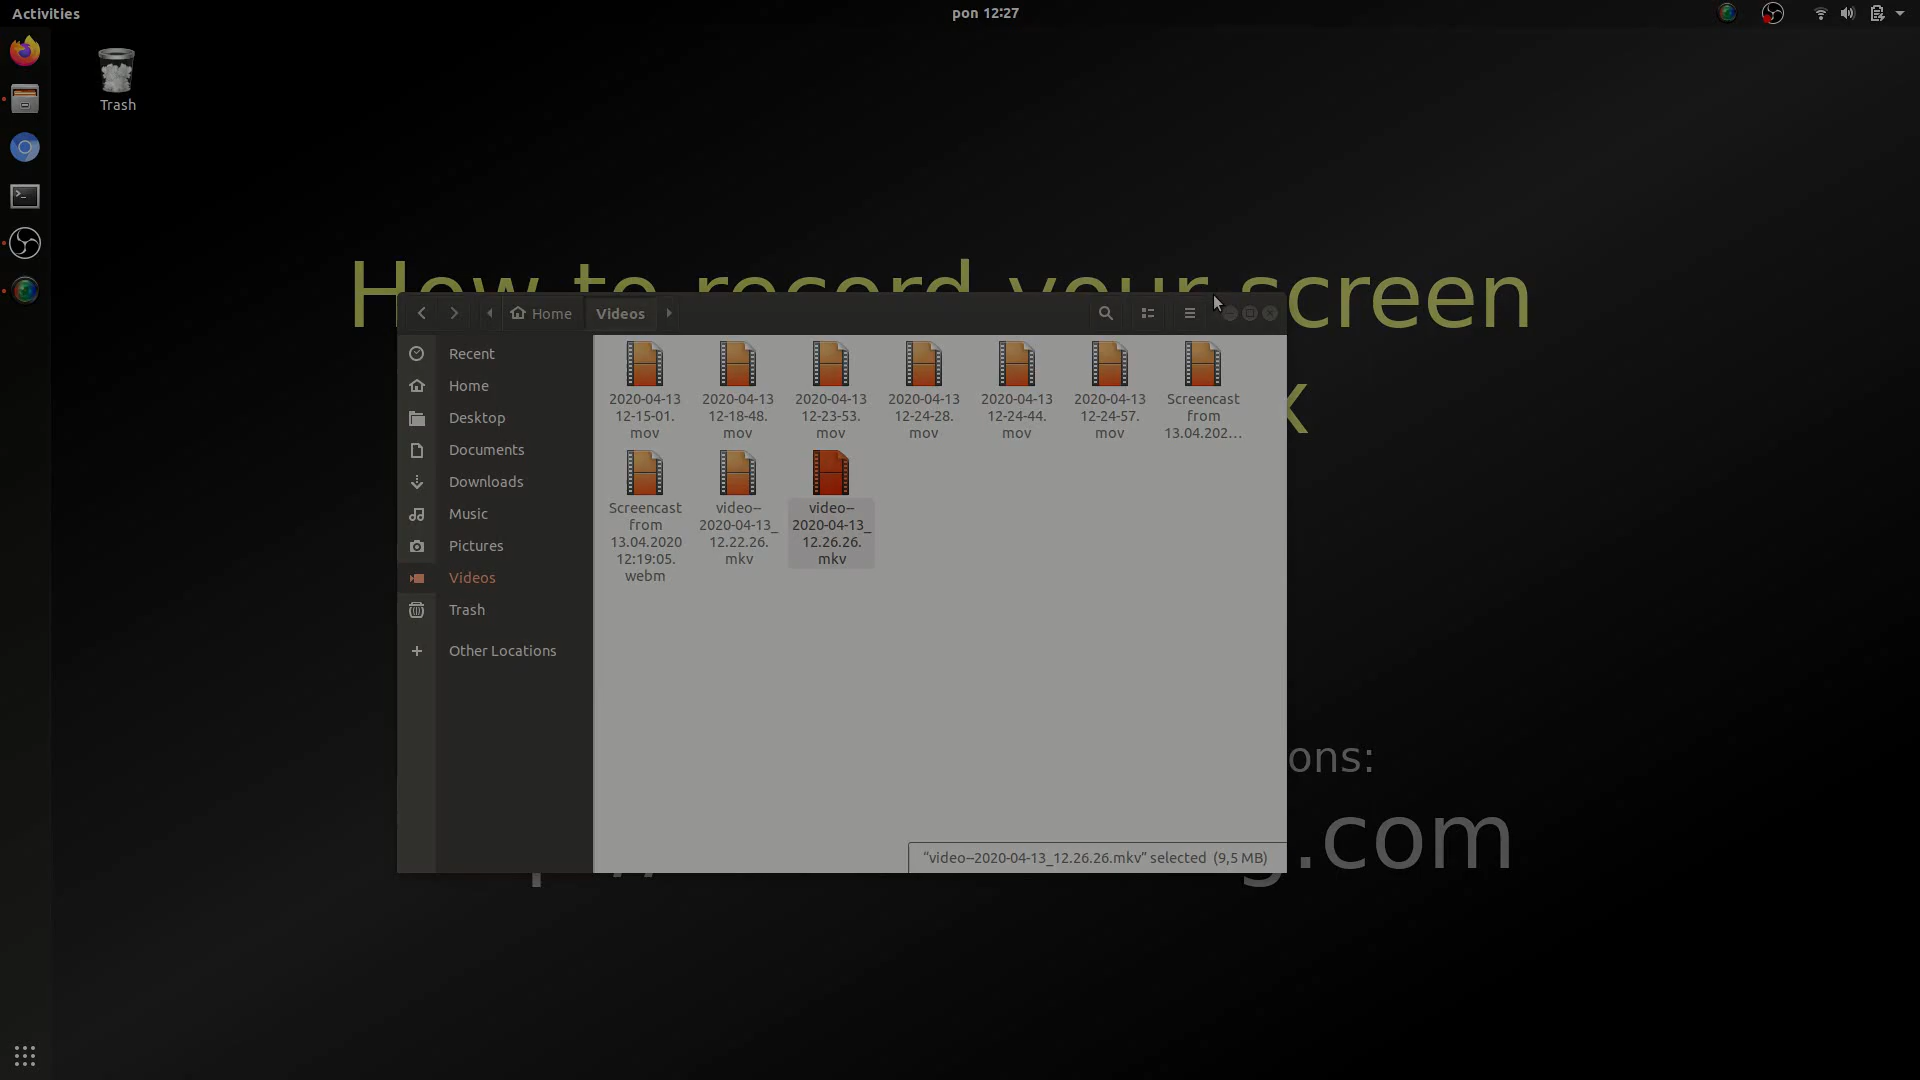 Activities
pon 12:27
Trash
screen
Home
Videos
Recent
Home
Desktop
Documents
Downloads
Music
Pictures
Videos
Trash
Other Locations
2020-04-13
12-15-01.
mov
2020-04-13
12-18-48.
mov
2020-04-13
12-23-53.
mov
2020-04-13
12-24-28.
mov
2020-04-13
12-24-44.
mov
2020-04-13
12-24-57.
mov
Screencast
from
13.04.202…
Screencast
from
13.04.2020
12:19:05.
webm
video--
2020-04-13_
12.22.26.
mkv
video--
2020-04-13_
12.26.26.
mkv
ons:
.com
“video--2020-04-13_12.26.26.mkv” selected (9,5 MB)